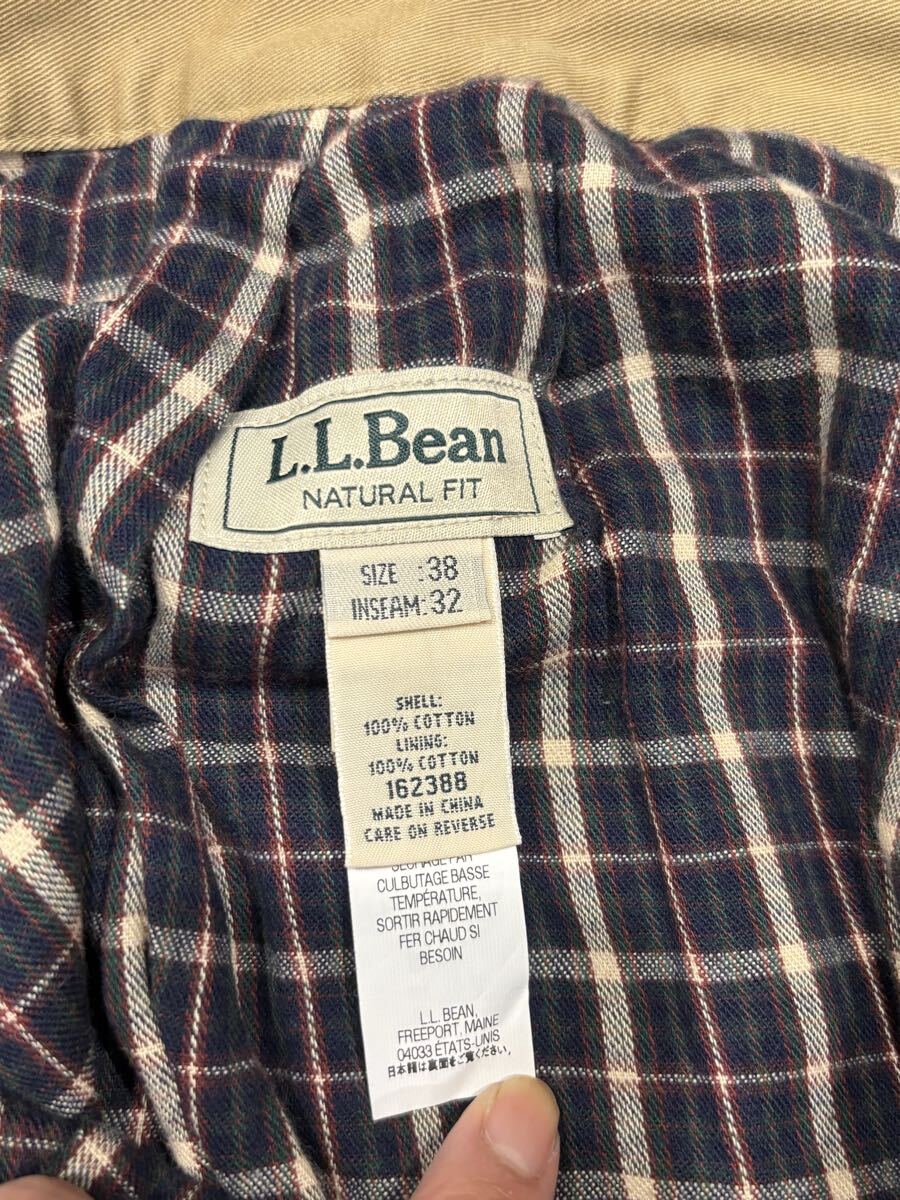 L.L.Bean
NATURAL FIT
SIZE :38
INSEAM:32
SHELL:
100% COTTON
LINING:
100% COTTON
162388
MADE IN CHINA
CARE ON REVERSE
SÉCHAGE PAR
CULBUTAGE BASSE
TEMPÉRATURE,
SORTIR RAPIDEMENT
FER CHAUD SI
BESOIN
L.L. BEAN,
FREEPORT, MAINE
04033 ÉTATS-UNIS
日本語は裏面をご覧ください。